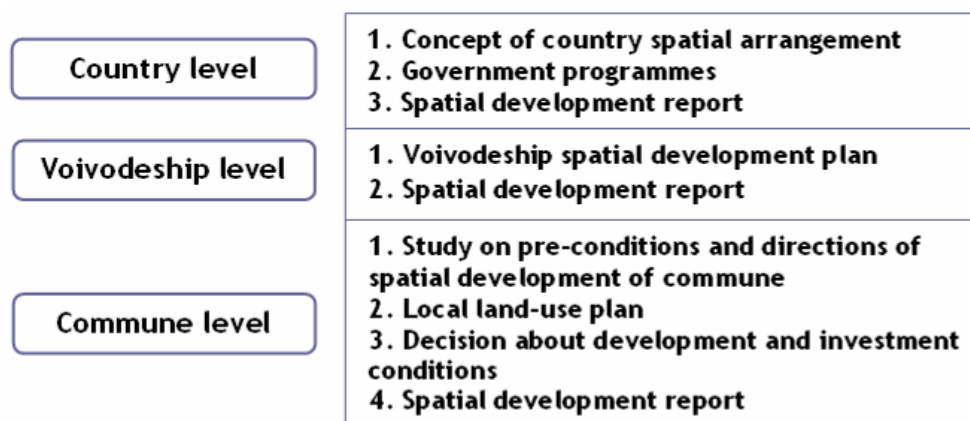 Country level
1. Concept of country spatial arrangement
2. Government programmes
3. Spatial development report
Voivodeship level
1. Voivodeship spatial development plan
2. Spatial development report
Commune level
1. Study on pre-conditions and directions of
spatial development of commune
2. Local land-use plan
3. Decision about development and investment
conditions
4. Spatial development report